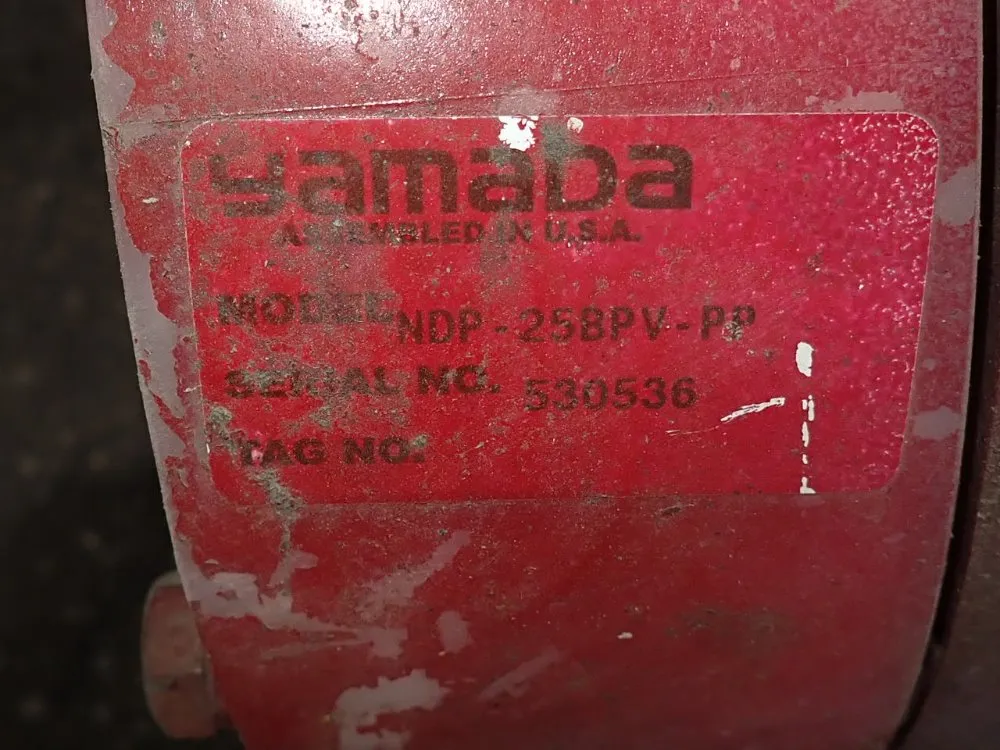 yamada
ASSEMBLED IN U.S.A.
MODEL NDP-25BPV-PP
SERIAL NO. 530536
TAG NO.